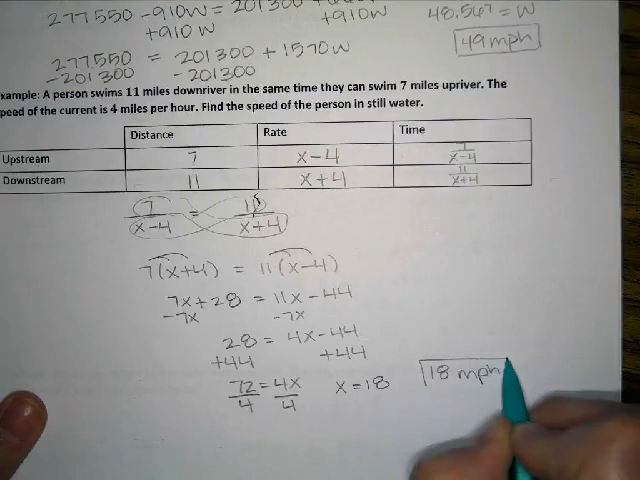 277550 - 910W = 201300
+910W +910W
48.567 = W
277550 = 201300 + 1570W
49 mph
-201300 -201300
xample: A person swims 11 miles downriver in the same time they can swim 7 miles upriver. The
peed of the current is 4 miles per hour. Find the speed of the person in still water.
Distance Rate Time
Upstream 7 x-4 7/x-4
Downstream 11 x+4 11/x+4
7/x-4 = 11/x+4
7(x+4) = 11(x-4)
7x+28 = 11x-44
-7x -7x
28 = 4x-44
+44 +44
72/4 = 4x/4 x=18 18 mph